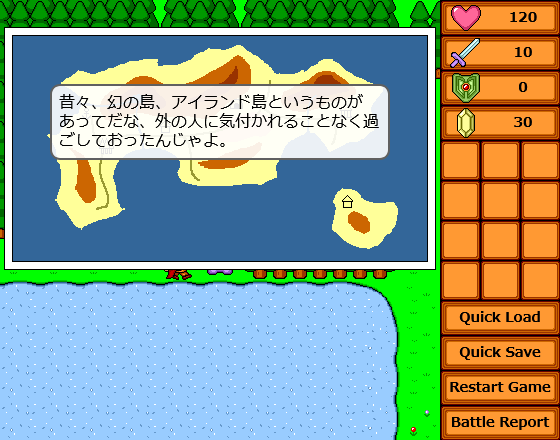 120
10
0
30
昔々、幻の島、アイランド島というものが
あってだな、外の人に気付かれることなく過
ごしておったんじゃよ。
Quick Load
Quick Save
Restart Game
Battle Report